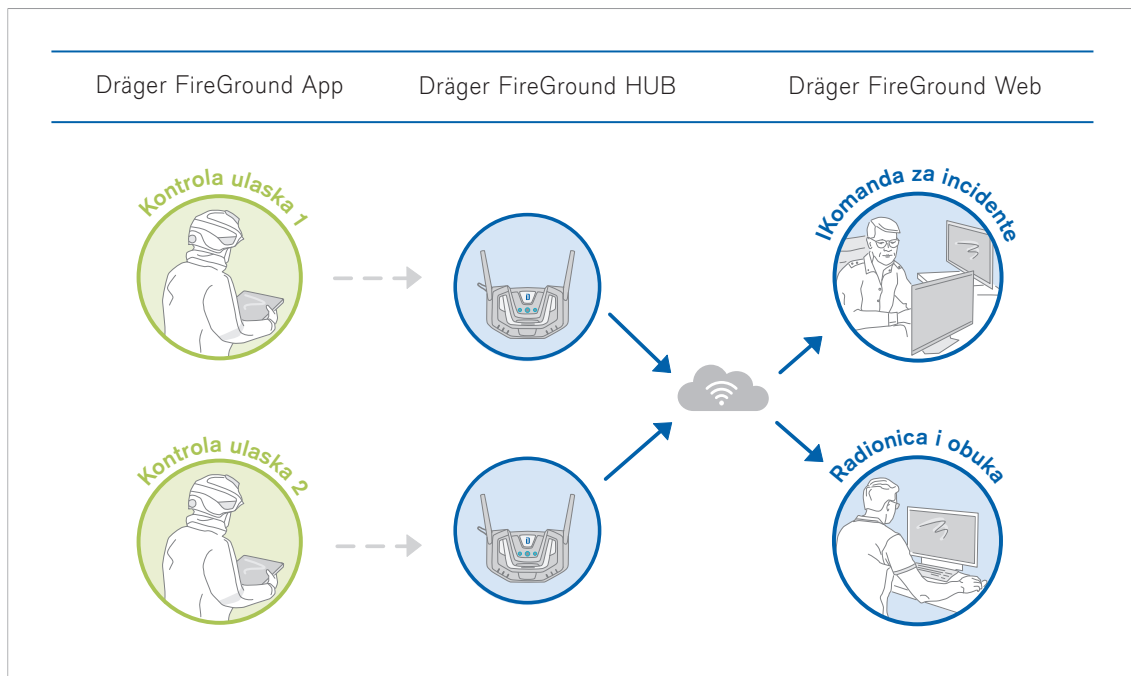 Dräger FireGround App
Dräger FireGround HUB
Dräger FireGround Web
Kontrola ulaska 1
IKomanda za incidente
Kontrola ulaska 2
Radionica i obuka